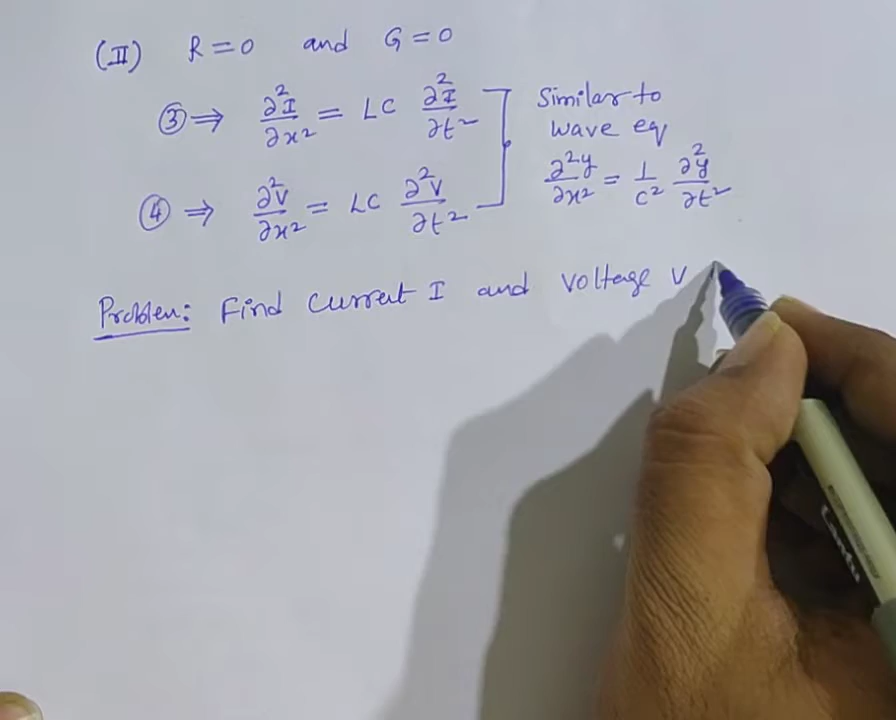 (II) R = 0 and G = 0
③ ⇒ ∂²I/∂x² = LC ∂²I/∂t²
Similar to
wave eq
∂²y/∂x² = 1/c² ∂²y/∂t²
④ ⇒ ∂²V/∂x² = LC ∂²V/∂t²
Problem: Find current I and voltage V